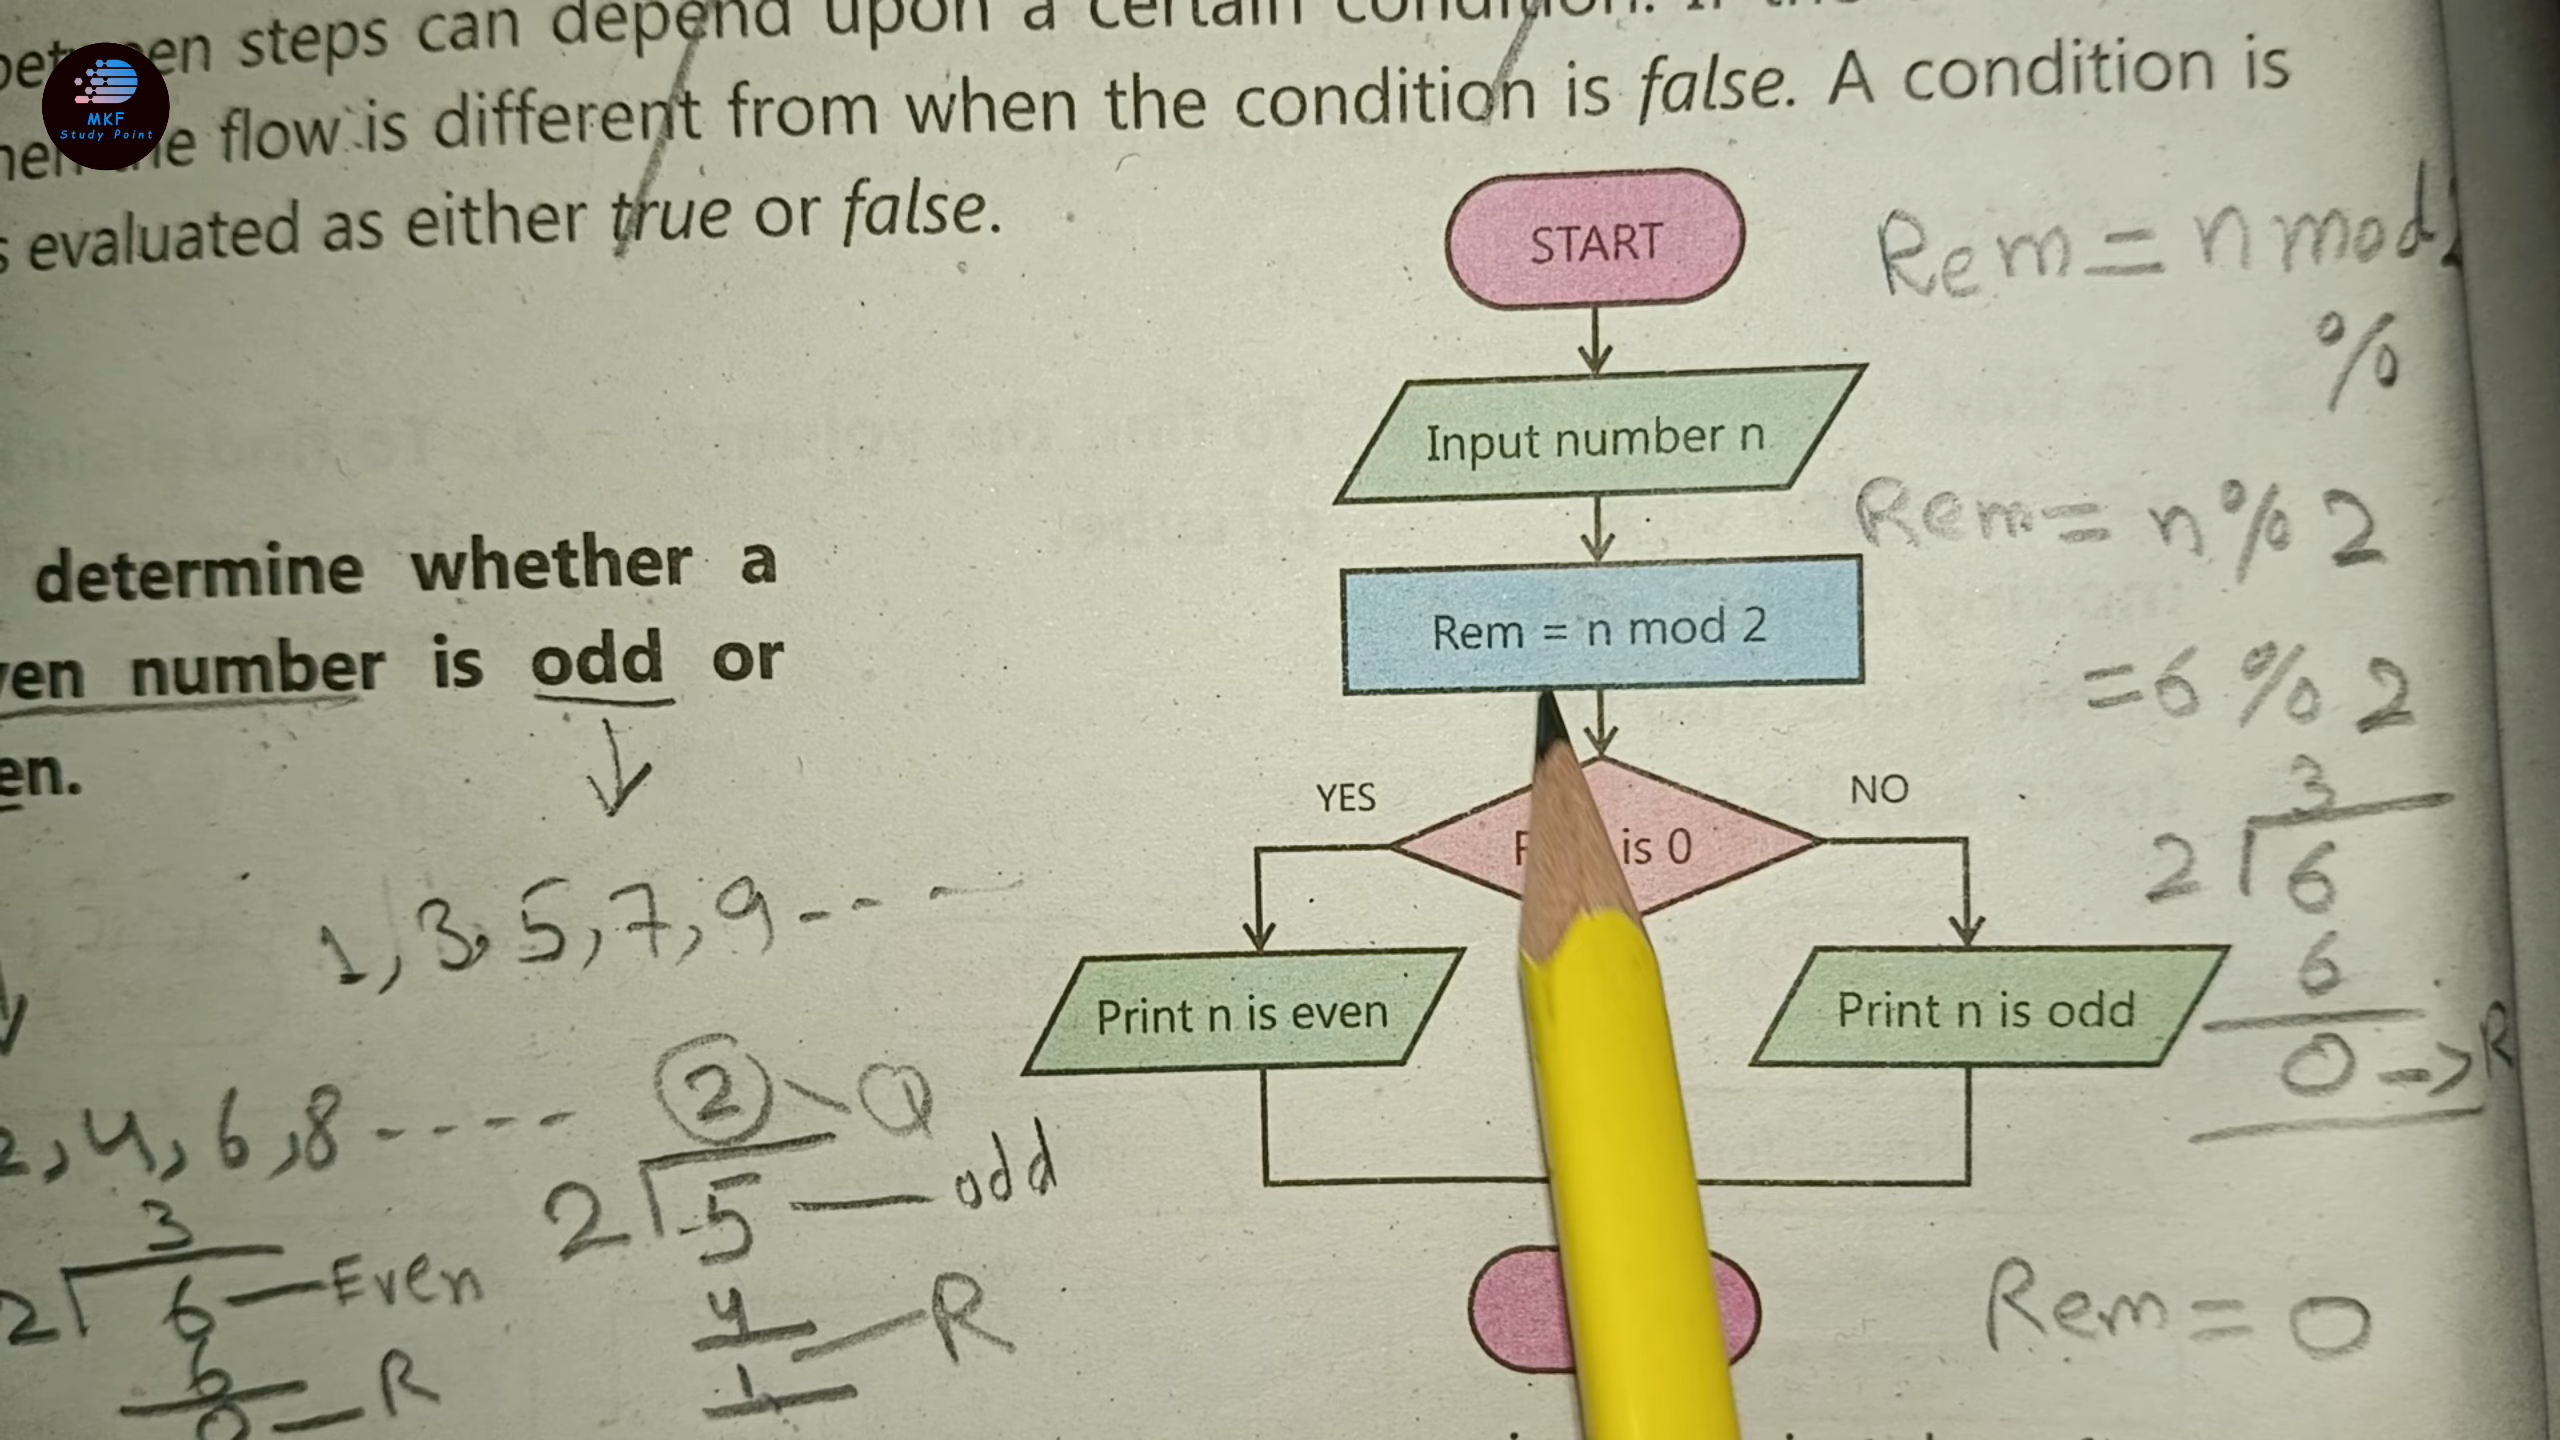 steps can depend upon a certain condition.
MKF
Study Point
flow is different from when the condition is false. A condition is
evaluated as either true or false.
START
Rem = n mod 2
%
Input number n
Rem = n % 2
determine whether a
Rem = n mod 2
number is odd or
= 6 % 2
YES
NO
is 0
3
2 6
6
0 -> R
1, 3, 5, 7, 9 - - - -
Print n is even
Print n is odd
2, 4, 6, 8 - - - - -
2 \ Q
2 5 — odd
4
1 — R
3
2 6 — Even
6
0 — R
Rem = 0